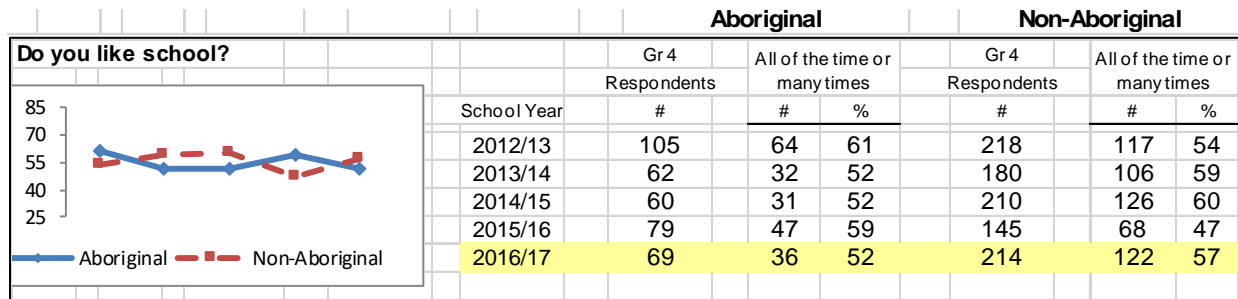 Aboriginal Non-Aboriginal
Do you like school?
Gr 4 All of the time or many times Gr 4 All of the time or many times
Respondents Respondents
School Year # # % # # %
2012/13 105 64 61 218 117 54
2013/14 62 32 52 180 106 59
2014/15 60 31 52 210 126 60
2015/16 79 47 59 145 68 47
2016/17 69 36 52 214 122 57
85
70
55
40
25
Aboriginal Non-Aboriginal